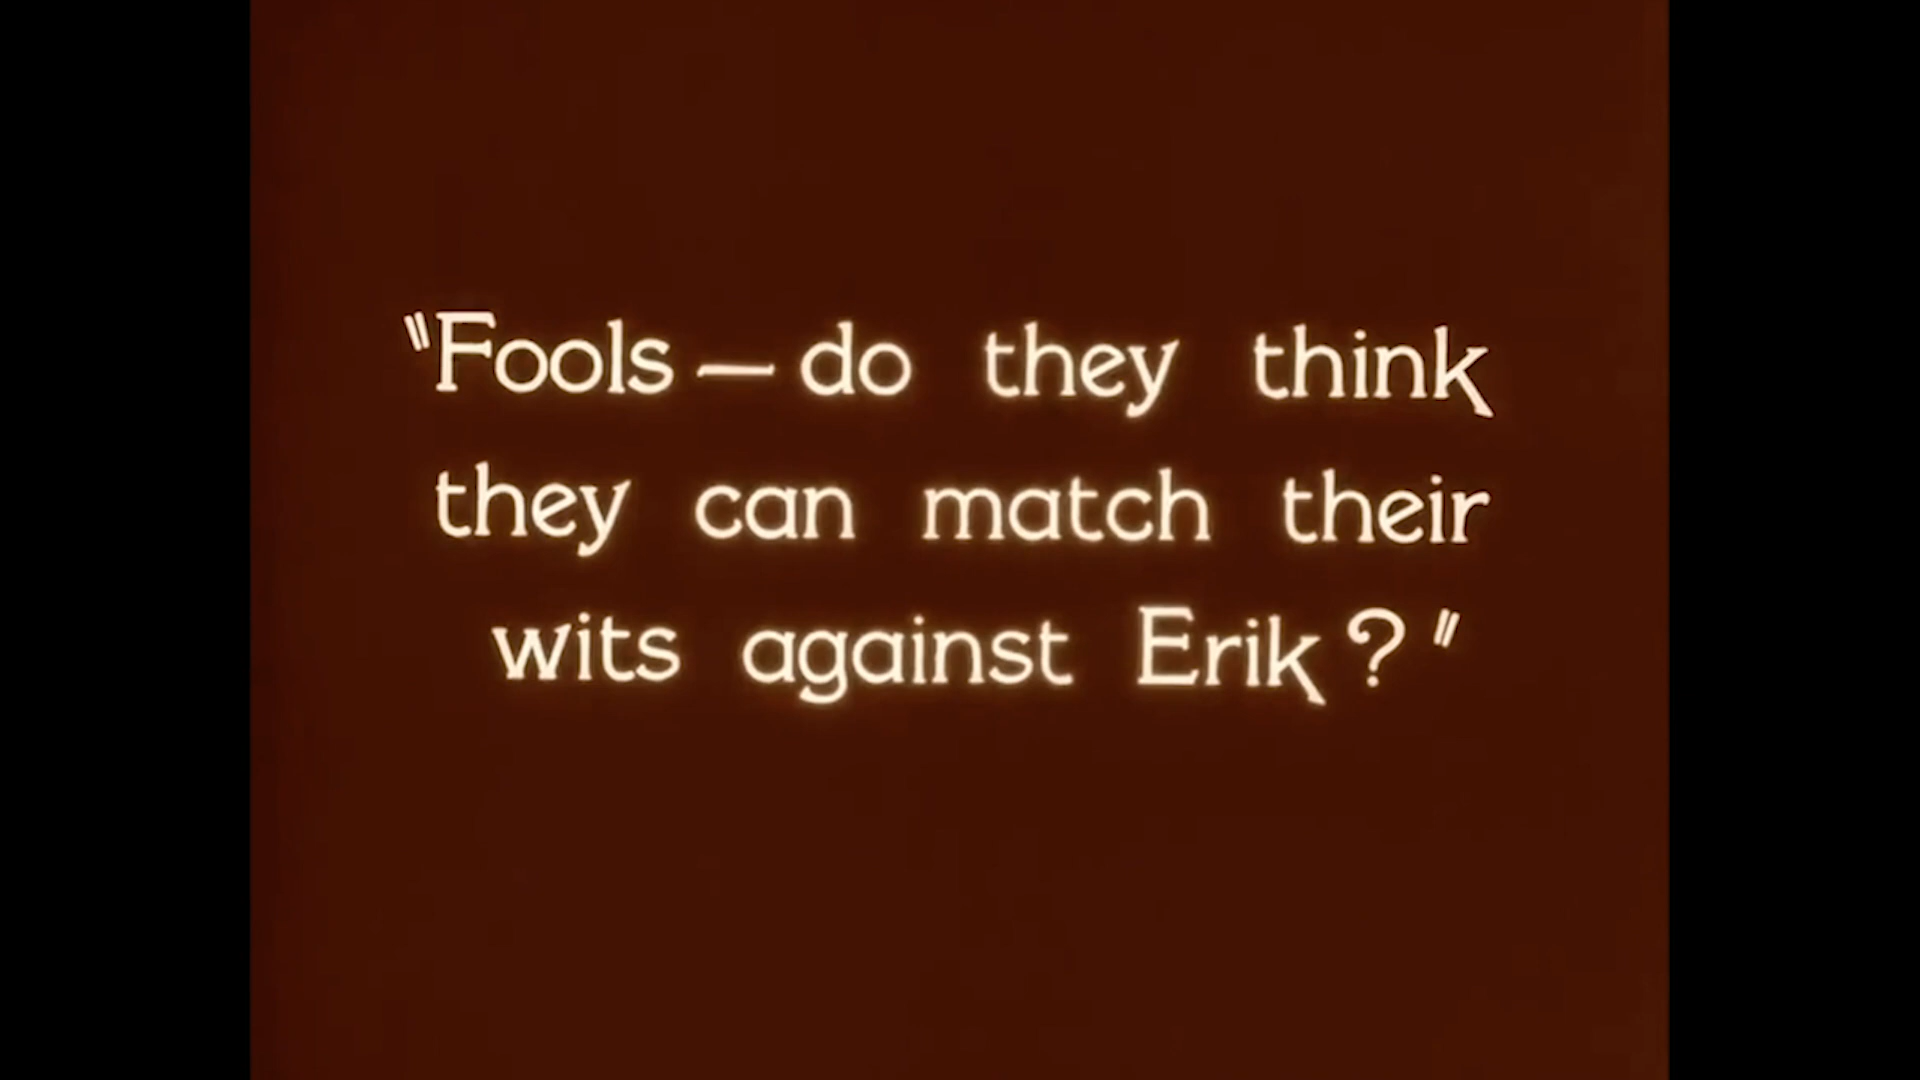 "Fools — do they think
they can match their
wits against Erik?"